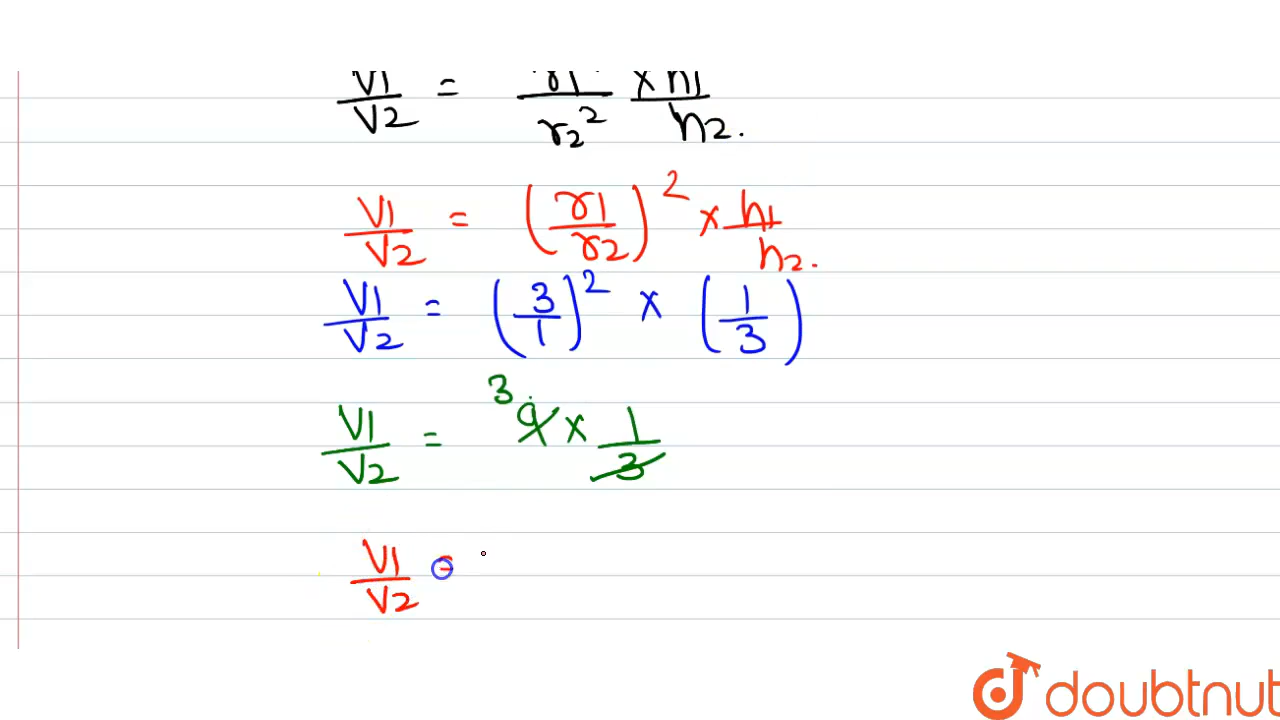 V1/V2 = r1²/r2² × h1/h2.
V1/V2 = (r1/r2)² × h1/h2.
V1/V2 = (3/1)² × (1/3)
V1/V2 = 3 9 × 1/3
V1/V2 =
doubtnut